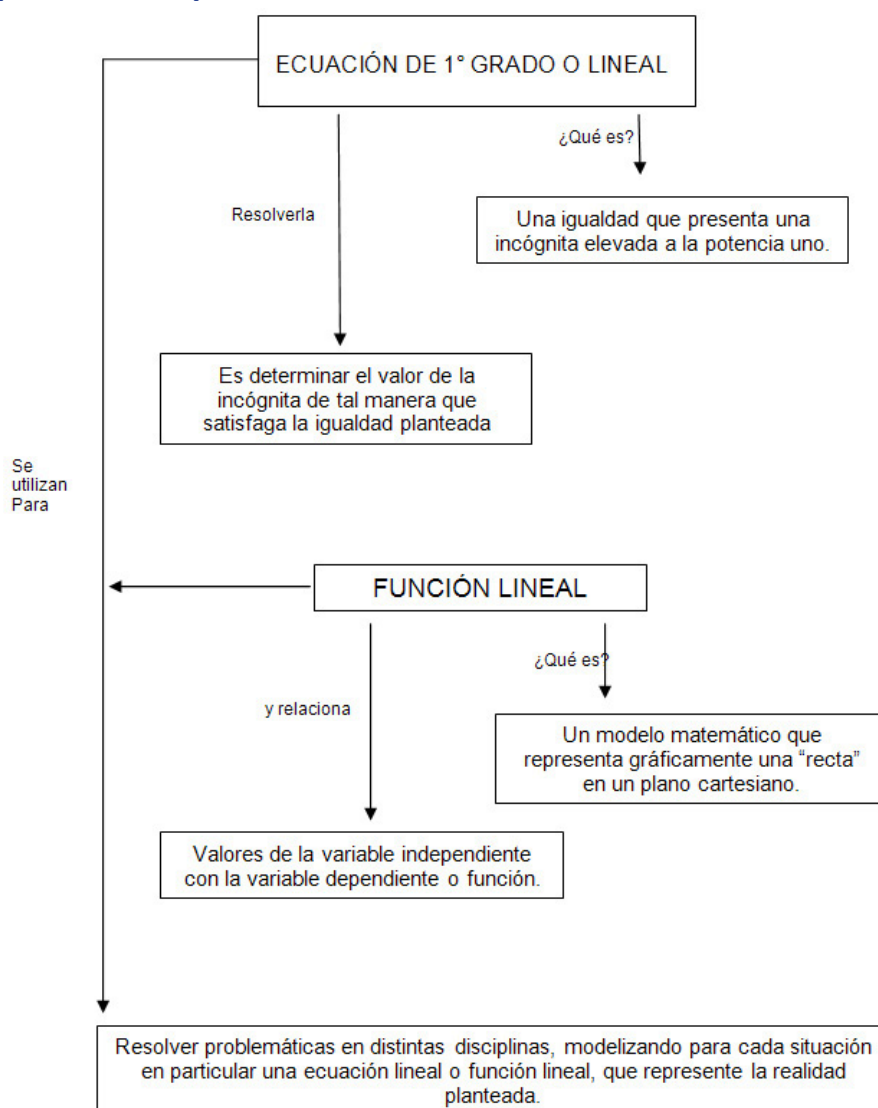 ECUACIÓN DE 1° GRADO O LINEAL
¿Qué es?
Resolverla
Una igualdad que presenta una
incógnita elevada a la potencia uno.
Es determinar el valor de la
incógnita de tal manera que
satisfaga la igualdad planteada
Se
utilizan
Para
FUNCIÓN LINEAL
¿Qué es?
y relaciona
Un modelo matemático que
representa gráficamente una “recta”
en un plano cartesiano.
Valores de la variable independiente
con la variable dependiente o función.
Resolver problemáticas en distintas disciplinas, modelizando para cada situación
en particular una ecuación lineal o función lineal, que represente la realidad
planteada.